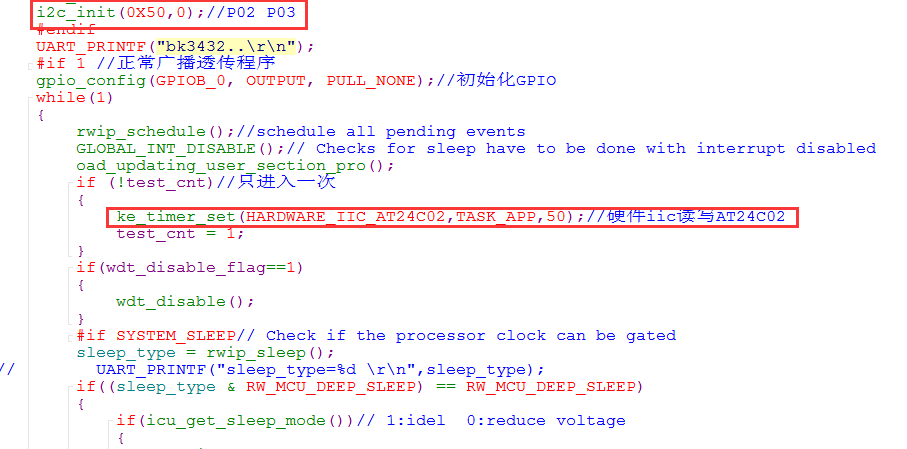 i2c_init(0X50,0);//P02 P03
#endif
UART_PRINTF("bk3432..\r\n");
#if 1 //正常广播透传程序
gpio_config(GPIOB_0, OUTPUT, PULL_NONE);//初始化GPIO
while(1)
{
rwip_schedule();//schedule all pending events
GLOBAL_INT_DISABLE();// Checks for sleep have to be done with interrupt disabled
oad_updating_user_section_pro();
if (!test_cnt)//只进入一次
{
ke_timer_set(HARDWARE_IIC_AT24C02,TASK_APP,50);//硬件iic读写AT24C02
test_cnt = 1;
}
if(wdt_disable_flag==1)
{
wdt_disable();
}
#if SYSTEM_SLEEP// Check if the processor clock can be gated
sleep_type = rwip_sleep();
// UART_PRINTF("sleep_type=%d \r\n",sleep_type);
if((sleep_type & RW_MCU_DEEP_SLEEP) == RW_MCU_DEEP_SLEEP)
{
if(icu_get_sleep_mode())// 1:idel 0:reduce voltage
{